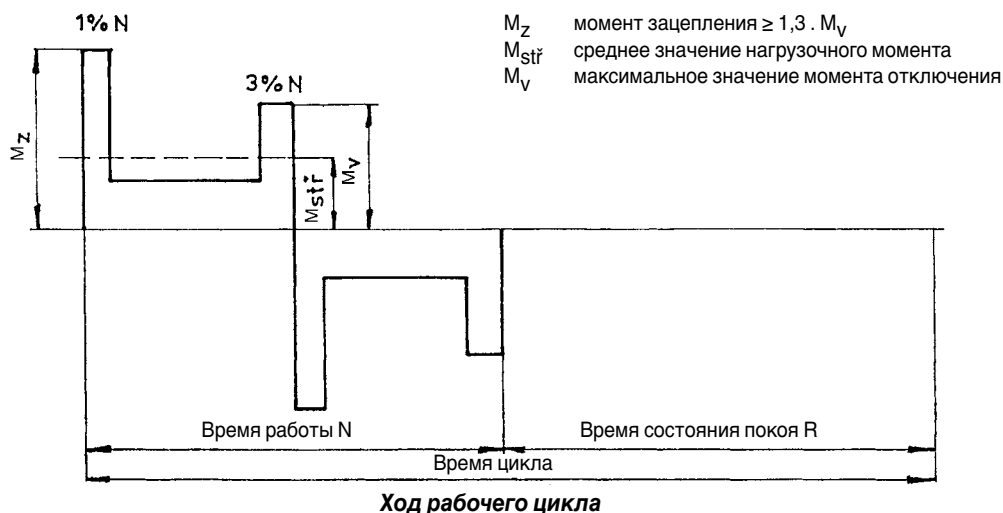 1% N
M_z момент зацепления ≥ 1,3 . M_v
M_stř среднее значение нагрузочного момента
M_v максимальное значение момента отключения
3% N
M_z
M_stř
M_v
Время работы N
Время состояния покоя R
Время цикла
Ход рабочего цикла